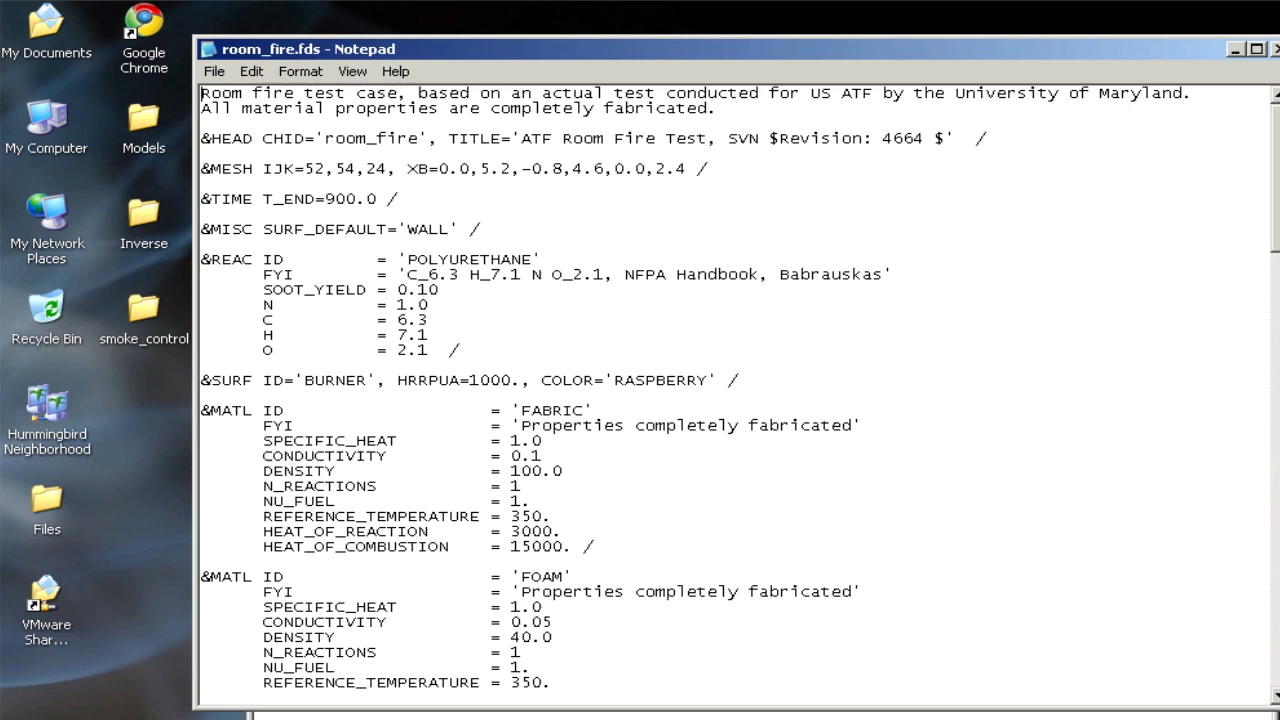 My Documents
Google
Chrome
My Computer
Models
My Network
Places
Inverse
Recycle Bin
smoke_control
Hummingbird
Neighborhood
Files
VMware
Shar...
room_fire.fds - Notepad
File Edit Format View Help
Room fire test case, based on an actual test conducted for US ATF by the University of Maryland.
All material properties are completely fabricated.
&HEAD CHID='room_fire', TITLE='ATF Room Fire Test, SVN $Revision: 4664 $' /
&MESH IJK=52,54,24, XB=0.0,5.2,-0.8,4.6,0.0,2.4 /
&TIME T_END=900.0 /
&MISC SURF_DEFAULT='WALL' /
&REAC ID = 'POLYURETHANE'
FYI = 'C_6.3 H_7.1 N O_2.1, NFPA Handbook, Babrauskas'
SOOT_YIELD = 0.10
N = 1.0
C = 6.3
H = 7.1
O = 2.1 /
&SURF ID='BURNER', HRRPUA=1000., COLOR='RASPBERRY' /
&MATL ID = 'FABRIC'
FYI = 'Properties completely fabricated'
SPECIFIC_HEAT = 1.0
CONDUCTIVITY = 0.1
DENSITY = 100.0
N_REACTIONS = 1
NU_FUEL = 1.
REFERENCE_TEMPERATURE = 350.
HEAT_OF_REACTION = 3000.
HEAT_OF_COMBUSTION = 15000. /
&MATL ID = 'FOAM'
FYI = 'Properties completely fabricated'
SPECIFIC_HEAT = 1.0
CONDUCTIVITY = 0.05
DENSITY = 40.0
N_REACTIONS = 1
NU_FUEL = 1.
REFERENCE_TEMPERATURE = 350.